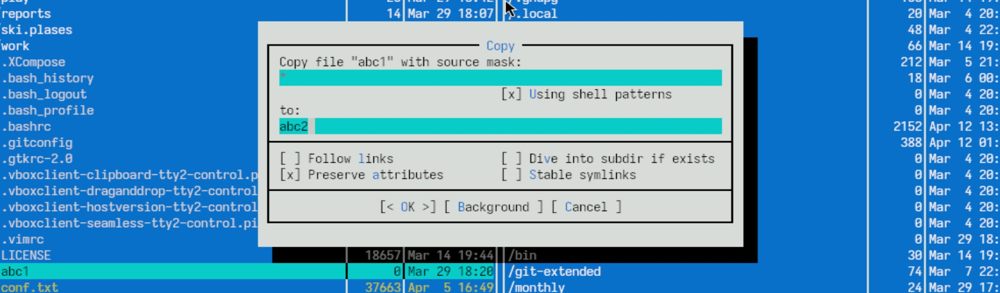 /reports 14 Mar 29 18:07 .local 20 Mar 4 20:
/ski.plases 48 Mar 4 22:
/work 66 Mar 14 19:
.XCompose 212 Mar 5 21:
.bash_history 18 Mar 6 00:
.bash_logout 0 Mar 4 20:
.bash_profile 0 Mar 4 20:
.bashrc 2152 Apr 12 13:
.gitconfig 388 Apr 12 01:
.gtkrc-2.0 0 Mar 4 20:
.vboxclient-clipboard-tty2-control.p 0 Mar 4 20:
.vboxclient-draganddrop-tty2-control 0 Mar 4 20:
.vboxclient-hostversion-tty2-control 0 Mar 4 20:
.vboxclient-seamless-tty2-control.pi 0 Mar 4 20:
.vimrc 0 Mar 29 18:
LICENSE 18657 Mar 14 19:44 /bin 30 Mar 14 19:
abc1 0 Mar 29 18:20 /git-extended 74 Mar 7 22:
conf.txt 37663 Apr 5 16:49 /monthly 24 Mar 29 17:
Copy
Copy file "abc1" with source mask:
*
[x] Using shell patterns
to:
abc2
[ ] Follow links [ ] Dive into subdir if exists
[x] Preserve attributes [ ] Stable symlinks
[< OK >] [ Background ] [ Cancel ]